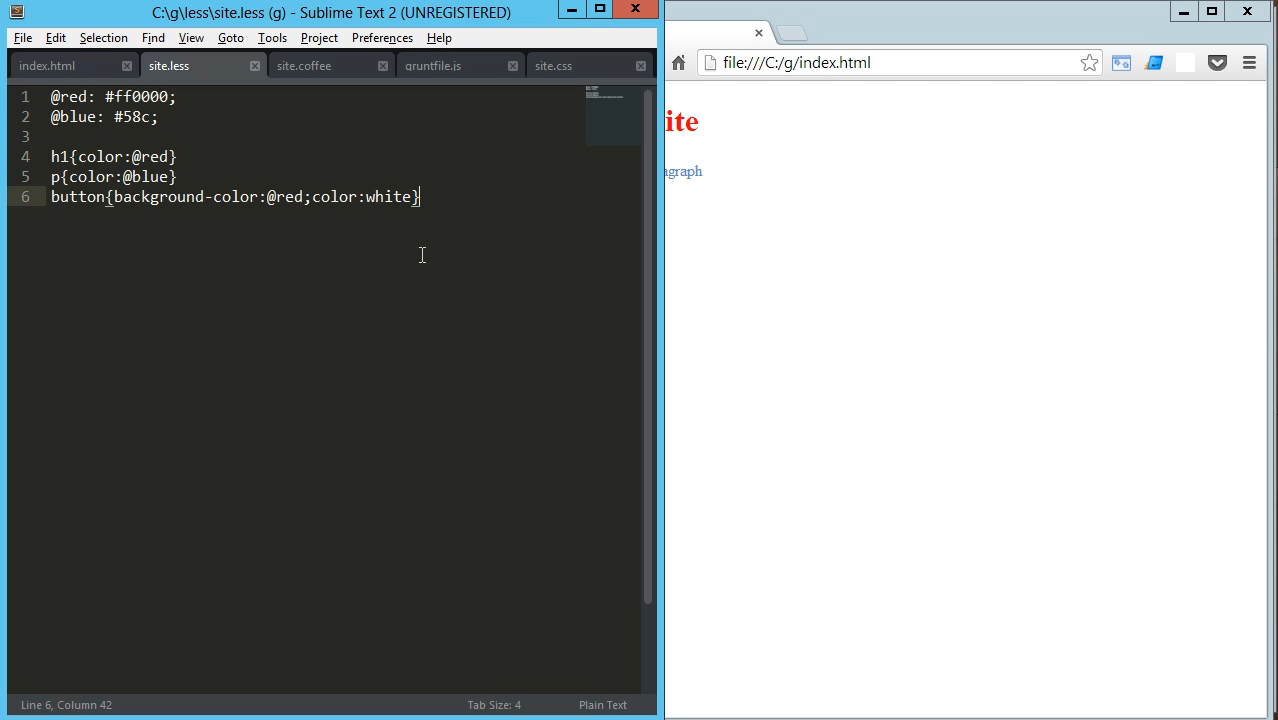 C:\g\less\site.less (g) - Sublime Text 2 (UNREGISTERED)
File Edit Selection Find View Goto Tools Project Preferences Help
index.html site.less site.coffee gruntfile.js site.css
1 @red: #ff0000;
2 @blue: #58c;
3
4 h1{color:@red}
5 p{color:@blue}
6 button{background-color:@red;color:white}
Line 6, Column 42 Tab Size: 4 Plain Text
file:///C:/g/index.html
ite
agraph